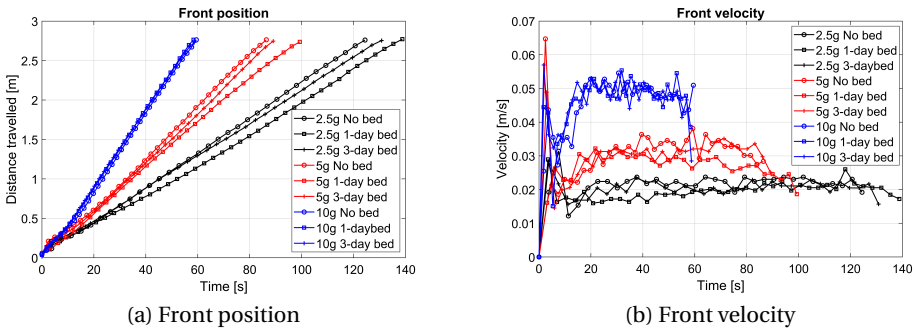 Front position
Distance travelled [m]
3
2.5
2
1.5
1
0.5
0
0 20 40 60 80 100 120 140
Time [s]
2.5g No bed
2.5g 1-day bed
2.5g 3-day bed
5g No bed
5g 1-day bed
5g 3-day bed
10g No bed
10g 1-daybed
10g 3-day bed
(a) Front position
Front velocity
Velocity [m/s]
0.07
0.06
0.05
0.04
0.03
0.02
0.01
0
0 20 40 60 80 100 120 140
Time [s]
2.5g No bed
2.5g 1-day bed
2.5g 3-daybed
5g No bed
5g 1-day bed
5g 3-day bed
10g No bed
10g 1-day bed
10g 3-day bed
(b) Front velocity